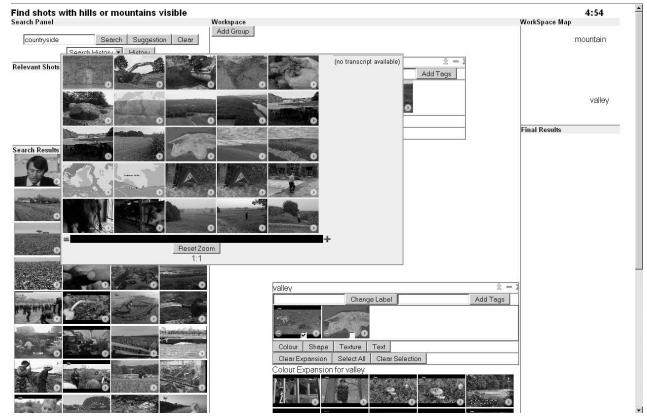 Find shots with hills or mountains visible
4:54
Search Panel
Workspace
WorkSpace Map
countryside
Search
Suggestion
Clear
Add Group
mountain
Search History
History
Relevant Shots
(no transcript available)
Add Tags
valley
Final Results
Search Results
Reset Zoom
1:1
valley
Change Label
Add Tags
Colour
Shape
Texture
Text
Clear Expansion
Select All
Clear Selection
Colour Expansion for valley